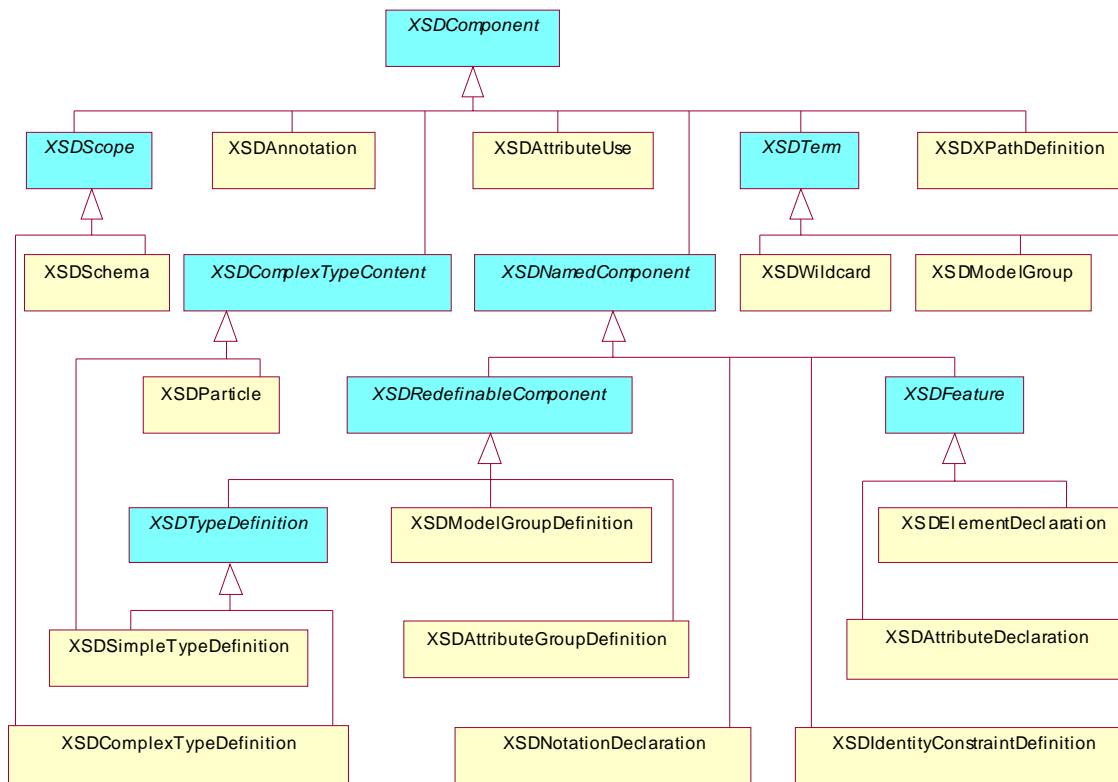 XSDComponent
XSDScope
XSDAnnotation
XSDAttributeUse
XSDTerm
XSDXPathDefinition
XSDSchema
XSDComplexTypeContent
XSDNamedComponent
XSDWildcard
XSDModelGroup
XSDParticle
XSDRedefinableComponent
XSDFeature
XSDTypeDefinition
XSDModelGroupDefinition
XSDElementDeclaration
XSDSimpleTypeDefinition
XSDAttributeGroupDefinition
XSDAttributeDeclaration
XSDComplexTypeDefinition
XSDNotationDeclaration
XSDIdentityConstraintDefinition